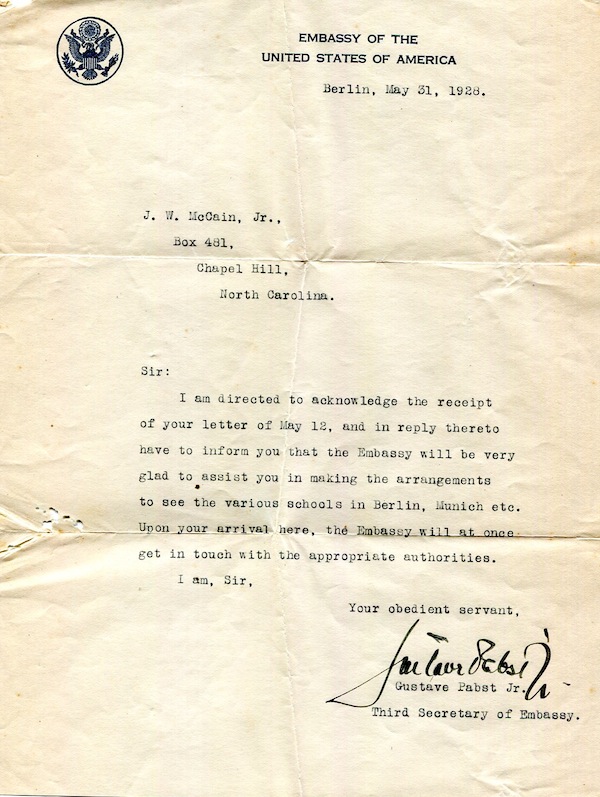 EMBASSY OF THE
UNITED STATES OF AMERICA
Berlin, May 31, 1928.
J. W. McCain, Jr.,
Box 481,
Chapel Hill,
North Carolina.
Sir:
I am directed to acknowledge the receipt
of your letter of May 12, and in reply thereto
have to inform you that the Embassy will be very
glad to assist you in making the arrangements
to see the various schools in Berlin, Munich etc.
Upon your arrival here, the Embassy will at once
get in touch with the appropriate authorities.
I am, Sir,
Your obedient servant,
Gustave Pabst Jr.
Gustave Pabst Jr.
Third Secretary of Embassy.